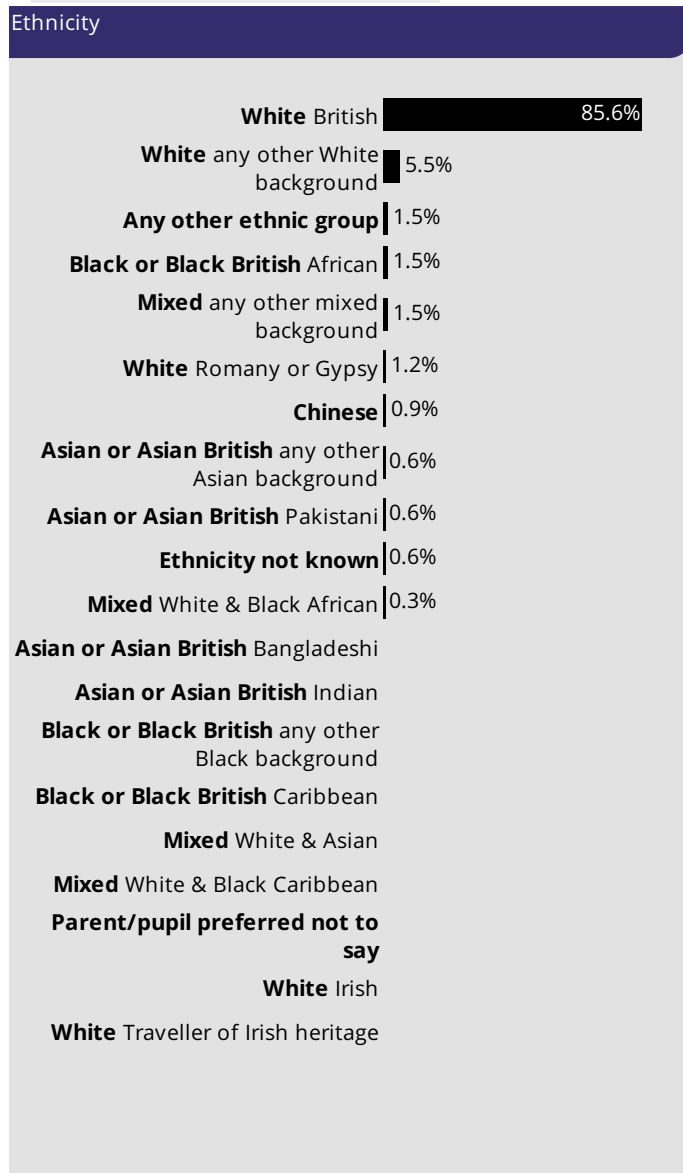 Ethnicity
White British 85.6%
White any other White
background 5.5%
Any other ethnic group 1.5%
Black or Black British African 1.5%
Mixed any other mixed
background 1.5%
White Romany or Gypsy 1.2%
Chinese 0.9%
Asian or Asian British any other
Asian background 0.6%
Asian or Asian British Pakistani 0.6%
Ethnicity not known 0.6%
Mixed White & Black African 0.3%
Asian or Asian British Bangladeshi
Asian or Asian British Indian
Black or Black British any other
Black background
Black or Black British Caribbean
Mixed White & Asian
Mixed White & Black Caribbean
Parent/pupil preferred not to
say
White Irish
White Traveller of Irish heritage